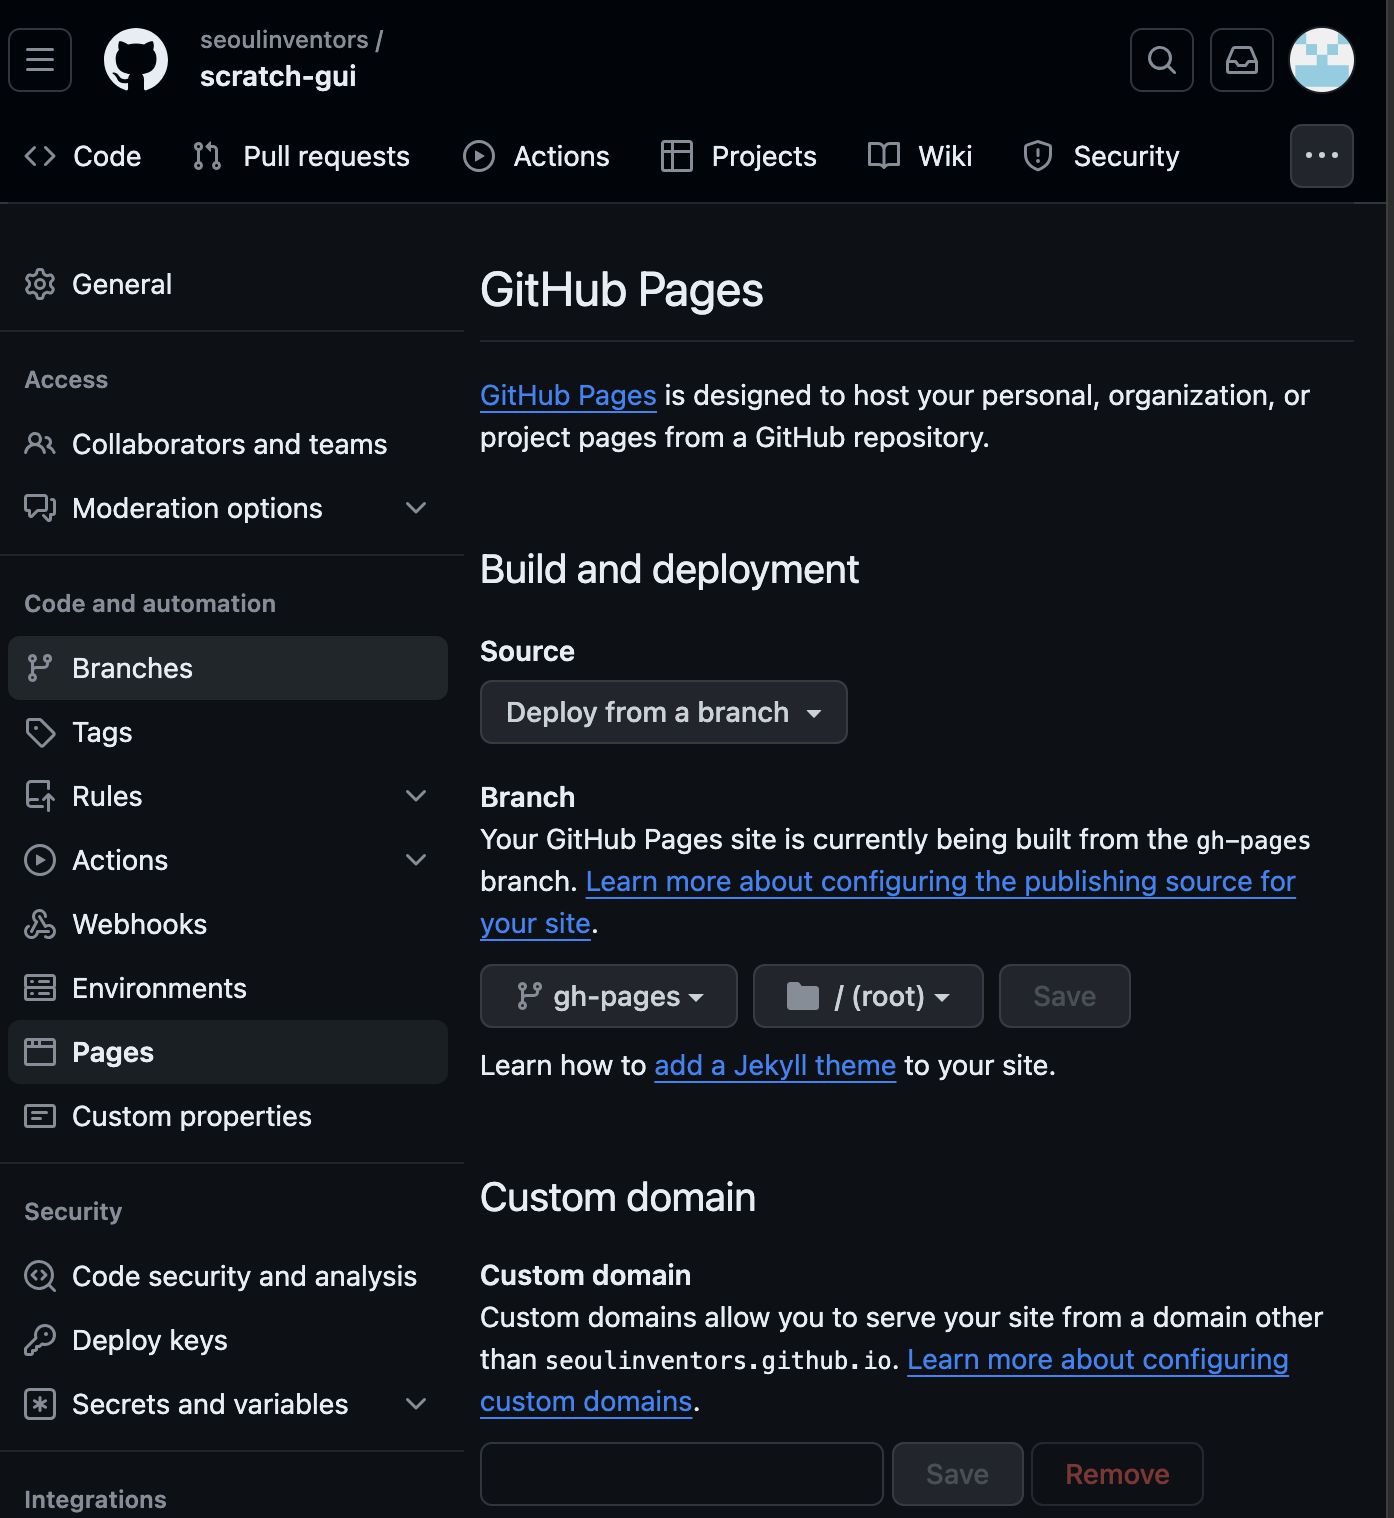 seoulinventors /
scratch-gui
Code Pull requests Actions Projects Wiki Security
General
Access
Collaborators and teams
Moderation options
Code and automation
Branches
Tags
Rules
Actions
Webhooks
Environments
Pages
Custom properties
Security
Code security and analysis
Deploy keys
Secrets and variables
Integrations
GitHub Pages
GitHub Pages is designed to host your personal, organization, or
project pages from a GitHub repository.
Build and deployment
Source
Deploy from a branch
Branch
Your GitHub Pages site is currently being built from the gh-pages
branch. Learn more about configuring the publishing source for
your site.
gh-pages / (root) Save
Learn how to add a Jekyll theme to your site.
Custom domain
Custom domain
Custom domains allow you to serve your site from a domain other
than seoulinventors.github.io. Learn more about configuring
custom domains.
Save Remove